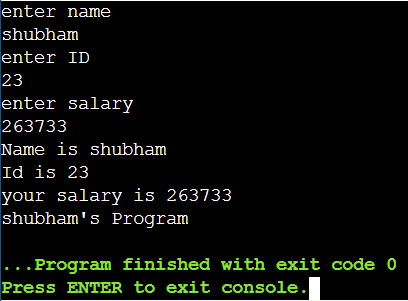 enter name
shubham
enter ID
23
enter salary
263733
Name is shubham
Id is 23
your salary is 263733
shubham's Program
...Program finished with exit code 0
Press ENTER to exit console.